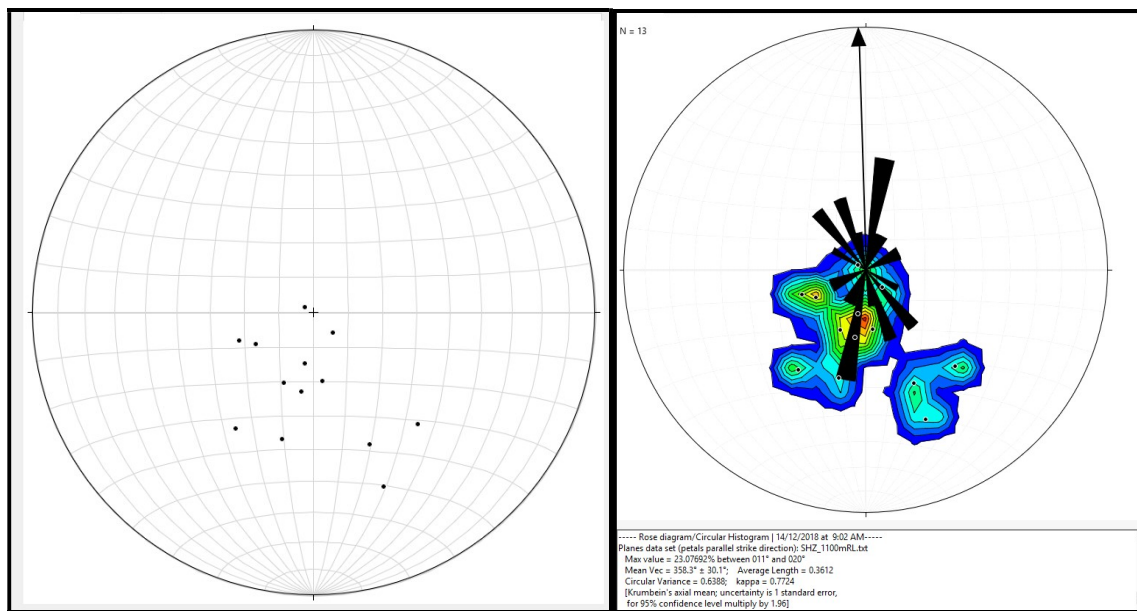 N = 13
----- Rose diagram/Circular Histogram | 14/12/2018 at  9:02 AM-----
Planes data set (petals parallel strike direction): SHZ_1100mRL.txt
Max value = 23.07692% between 011° and 020°
Mean Vec = 358.3° ± 30.1°;    Average Length = 0.3612
Circular Variance = 0.6388;    kappa = 0.7724
[Krumbein's axial mean; uncertainty is 1 standard error,
for 95% confidence level multiply by 1.96]